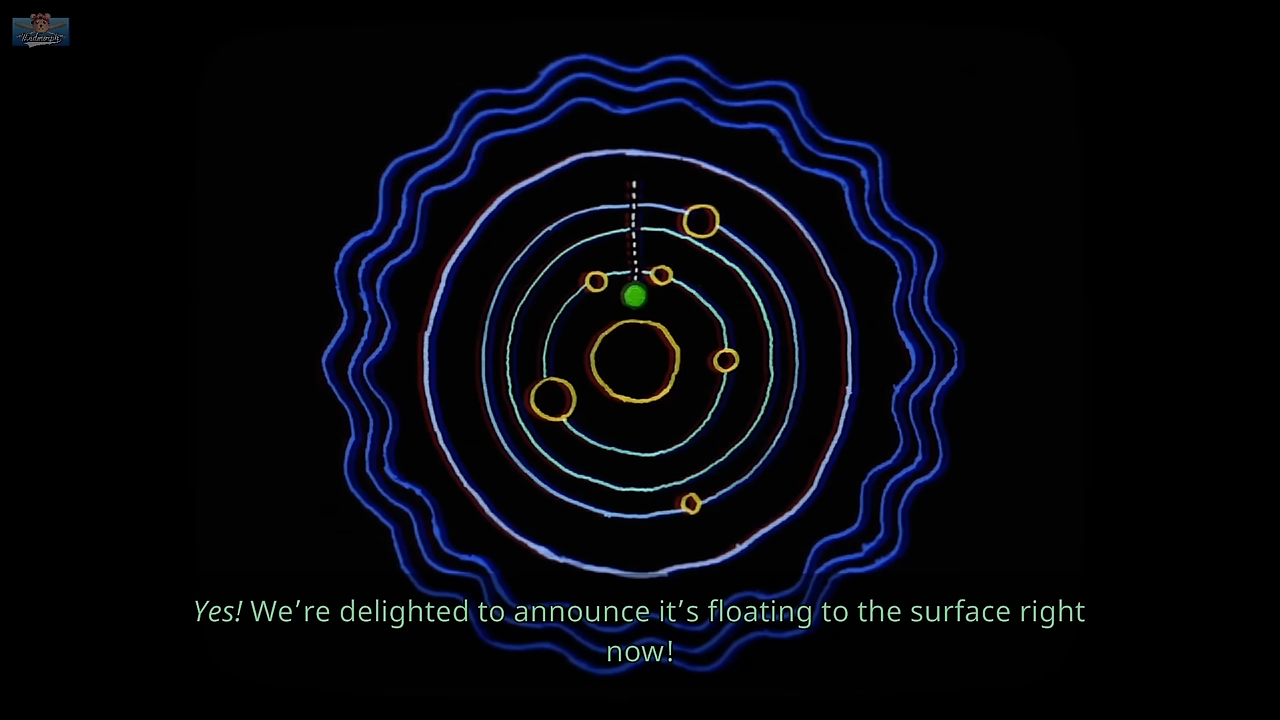 Yes! We’re delighted to announce it’s floating to the surface right
now!